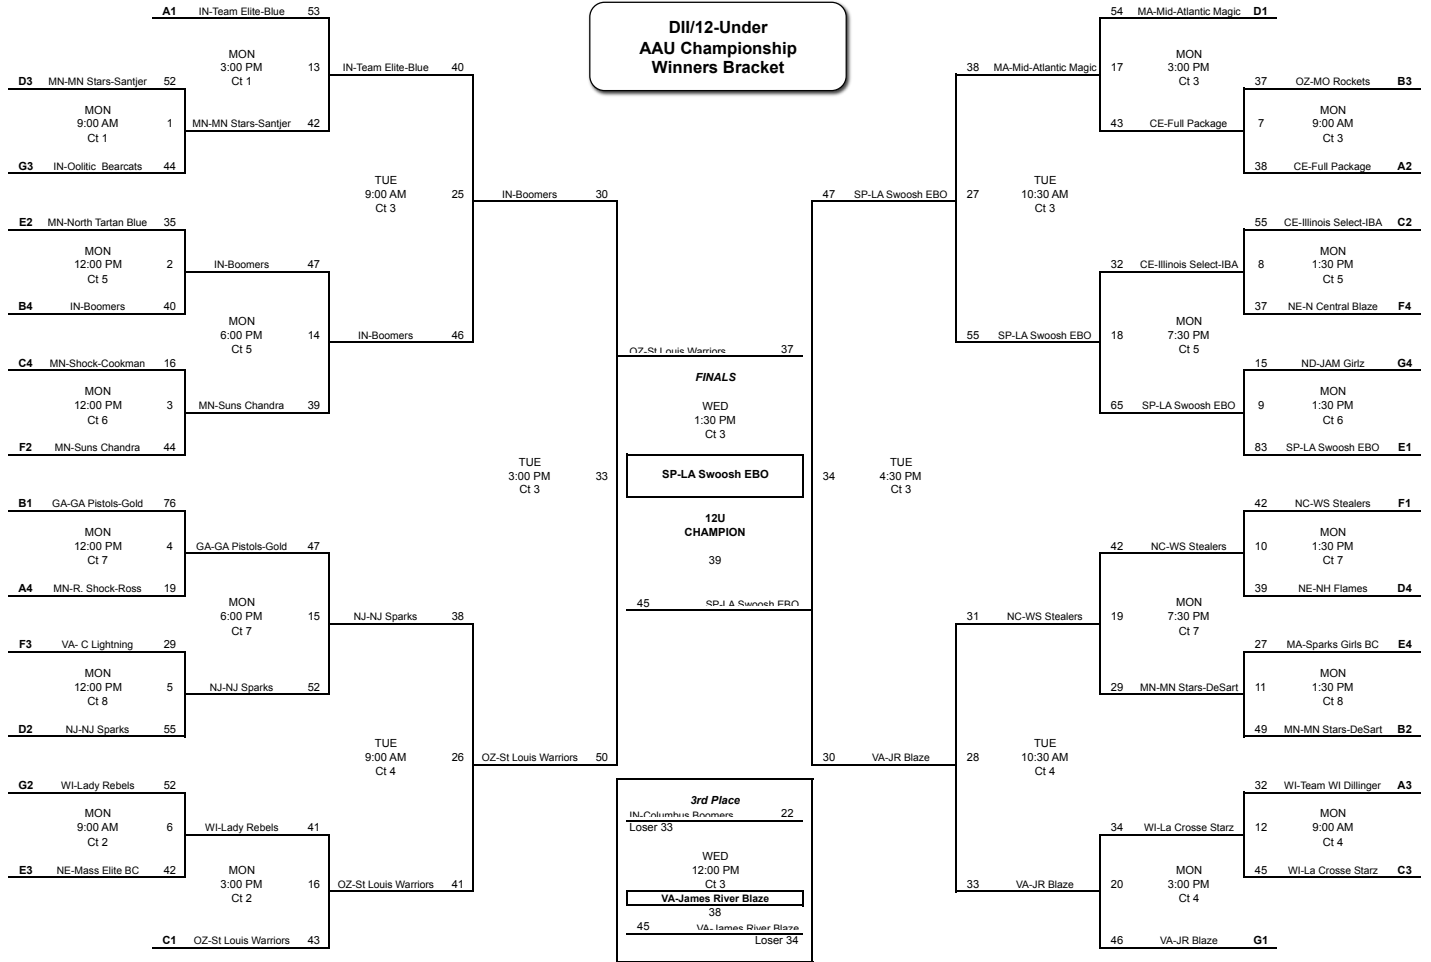 DII/12-Under
AAU Championship
Winners Bracket
A1 IN-Team Elite-Blue 53
MON
3:00 PM
Ct 1
13 IN-Team Elite-Blue 40
D3 MN-MN Stars-Santjer 52
MON
9:00 AM
Ct 1
1 MN-MN Stars-Santjer 42
G3 IN-Oolitic Bearcats 44
TUE
9:00 AM
Ct 3
25 IN-Boomers 30
E2 MN-North Tartan Blue 35
MON
12:00 PM
Ct 5
2 IN-Boomers 47
B4 IN-Boomers 40
MON
6:00 PM
Ct 5
14 IN-Boomers 46
C4 MN-Shock-Cookman 16
MON
12:00 PM
Ct 6
3 MN-Suns Chandra 39
F2 MN-Suns Chandra 44
TUE
3:00 PM
Ct 3
33
B1 GA-GA Pistols-Gold 76
MON
12:00 PM
Ct 7
4 GA-GA Pistols-Gold 47
A4 MN-R. Shock-Ross 19
MON
6:00 PM
Ct 7
15 NJ-NJ Sparks 38
F3 VA- C Lightning 29
MON
12:00 PM
Ct 8
5 NJ-NJ Sparks 52
D2 NJ-NJ Sparks 55
TUE
9:00 AM
Ct 4
26 OZ-St Louis Warriors 50
G2 WI-Lady Rebels 52
MON
9:00 AM
Ct 2
6 WI-Lady Rebels 41
E3 NE-Mass Elite BC 42
MON
3:00 PM
Ct 2
16 OZ-St Louis Warriors 41
C1 OZ-St Louis Warriors 43
OZ-St Louis Warriors 37
FINALS
WED
1:30 PM
Ct 3
SP-LA Swoosh EBO
12U
CHAMPION
39
45 SP-LA Swoosh EBO
3rd Place
IN-Columbus Boomers 22
Loser 33
WED
12:00 PM
Ct 3
VA-James River Blaze
38
45 VA-James River Blaze
Loser 34
54 MA-Mid-Atlantic Magic D1
MON
3:00 PM
Ct 3
38 MA-Mid-Atlantic Magic 17
37 OZ-MO Rockets B3
MON
9:00 AM
Ct 3
43 CE-Full Package 7
38 CE-Full Package A2
TUE
10:30 AM
Ct 3
47 SP-LA Swoosh EBO 27
55 CE-Illinois Select-IBA C2
MON
1:30 PM
Ct 5
32 CE-Illinois Select-IBA 8
37 NE-N Central Blaze F4
MON
7:30 PM
Ct 5
55 SP-LA Swoosh EBO 18
15 ND-JAM Girlz G4
MON
1:30 PM
Ct 6
65 SP-LA Swoosh EBO 9
83 SP-LA Swoosh EBO E1
TUE
4:30 PM
Ct 3
34
42 NC-WS Stealers F1
MON
1:30 PM
Ct 7
42 NC-WS Stealers 10
39 NE-NH Flames D4
MON
7:30 PM
Ct 7
31 NC-WS Stealers 19
27 MA-Sparks Girls BC E4
MON
1:30 PM
Ct 8
29 MN-MN Stars-DeSart 11
49 MN-MN Stars-DeSart B2
TUE
10:30 AM
Ct 4
30 VA-JR Blaze 28
32 WI-Team WI Dillinger A3
MON
9:00 AM
Ct 4
34 WI-La Crosse Starz 12
45 WI-La Crosse Starz C3
MON
3:00 PM
Ct 4
33 VA-JR Blaze 20
46 VA-JR Blaze G1